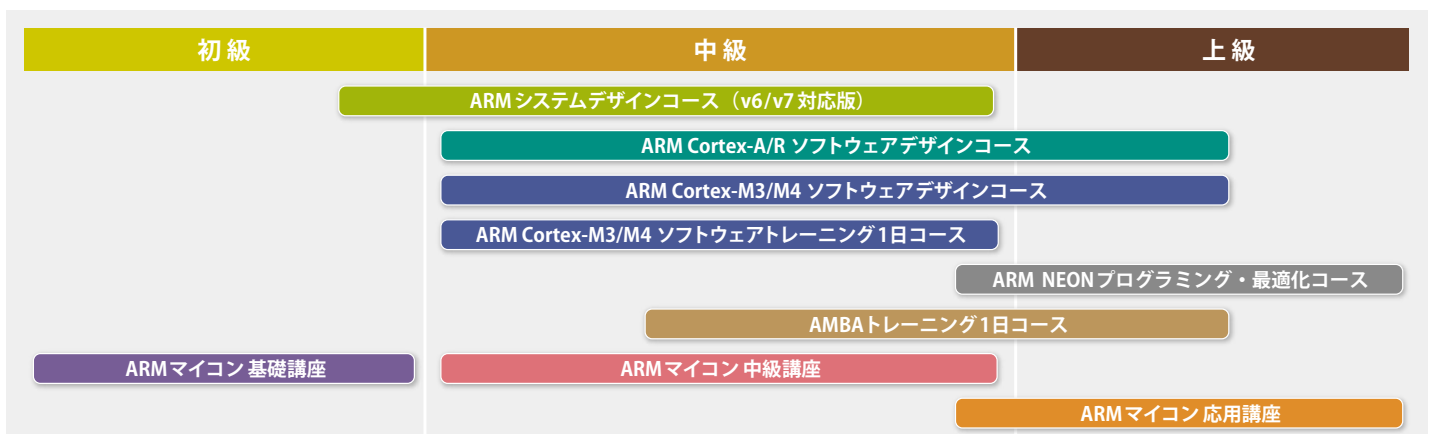 初級 中級 上級
ARMシステムデザインコース（v6/v7対応版）
ARM Cortex-A/R ソフトウェアデザインコース
ARM Cortex-M3/M4 ソフトウェアデザインコース
ARM Cortex-M3/M4 ソフトウェアトレーニング1日コース
ARM NEONプログラミング・最適化コース
AMBAトレーニング1日コース
ARMマイコン 基礎講座 ARMマイコン 中級講座
ARMマイコン 応用講座